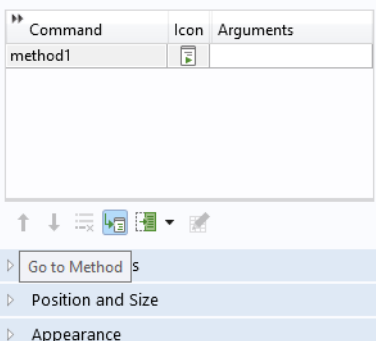 Command Icon Arguments
method1
Go to Method s
Position and Size
Appearance